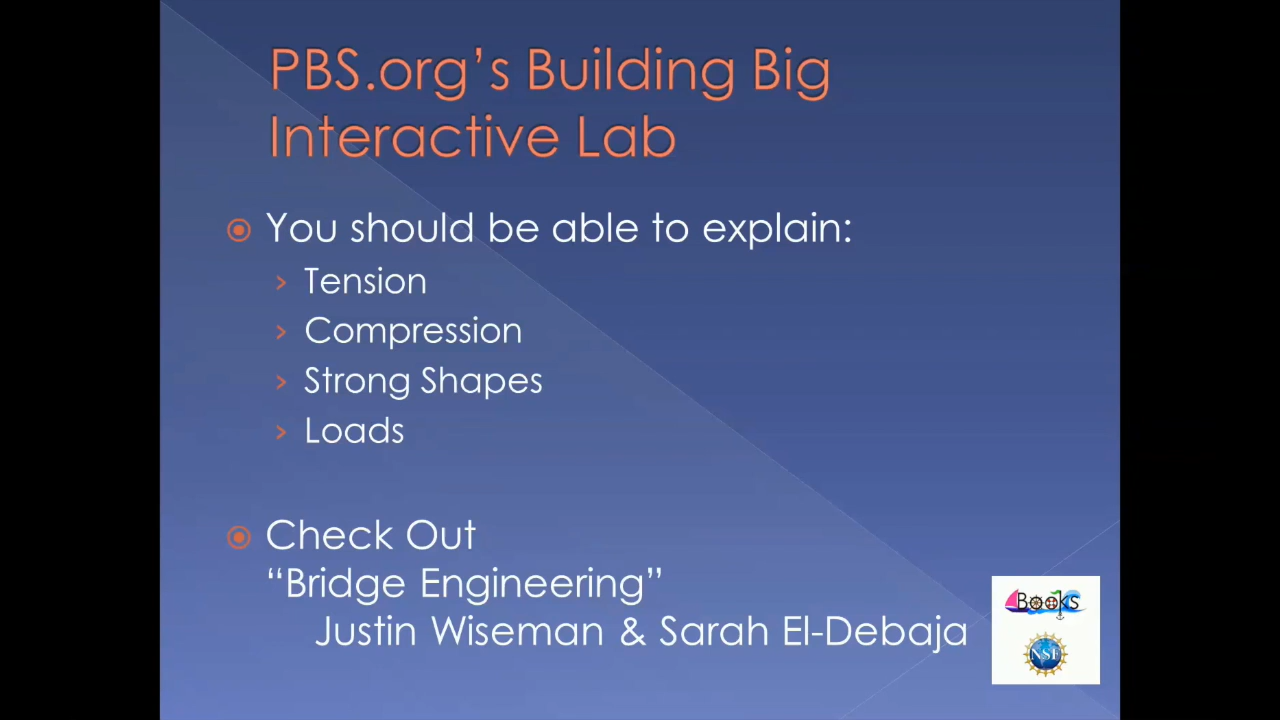 PBS.org’s Building Big
Interactive Lab
You should be able to explain:
Tension
Compression
Strong Shapes
Loads
Check Out
“Bridge Engineering”
Justin Wiseman & Sarah El-Debaja
Books
NSF